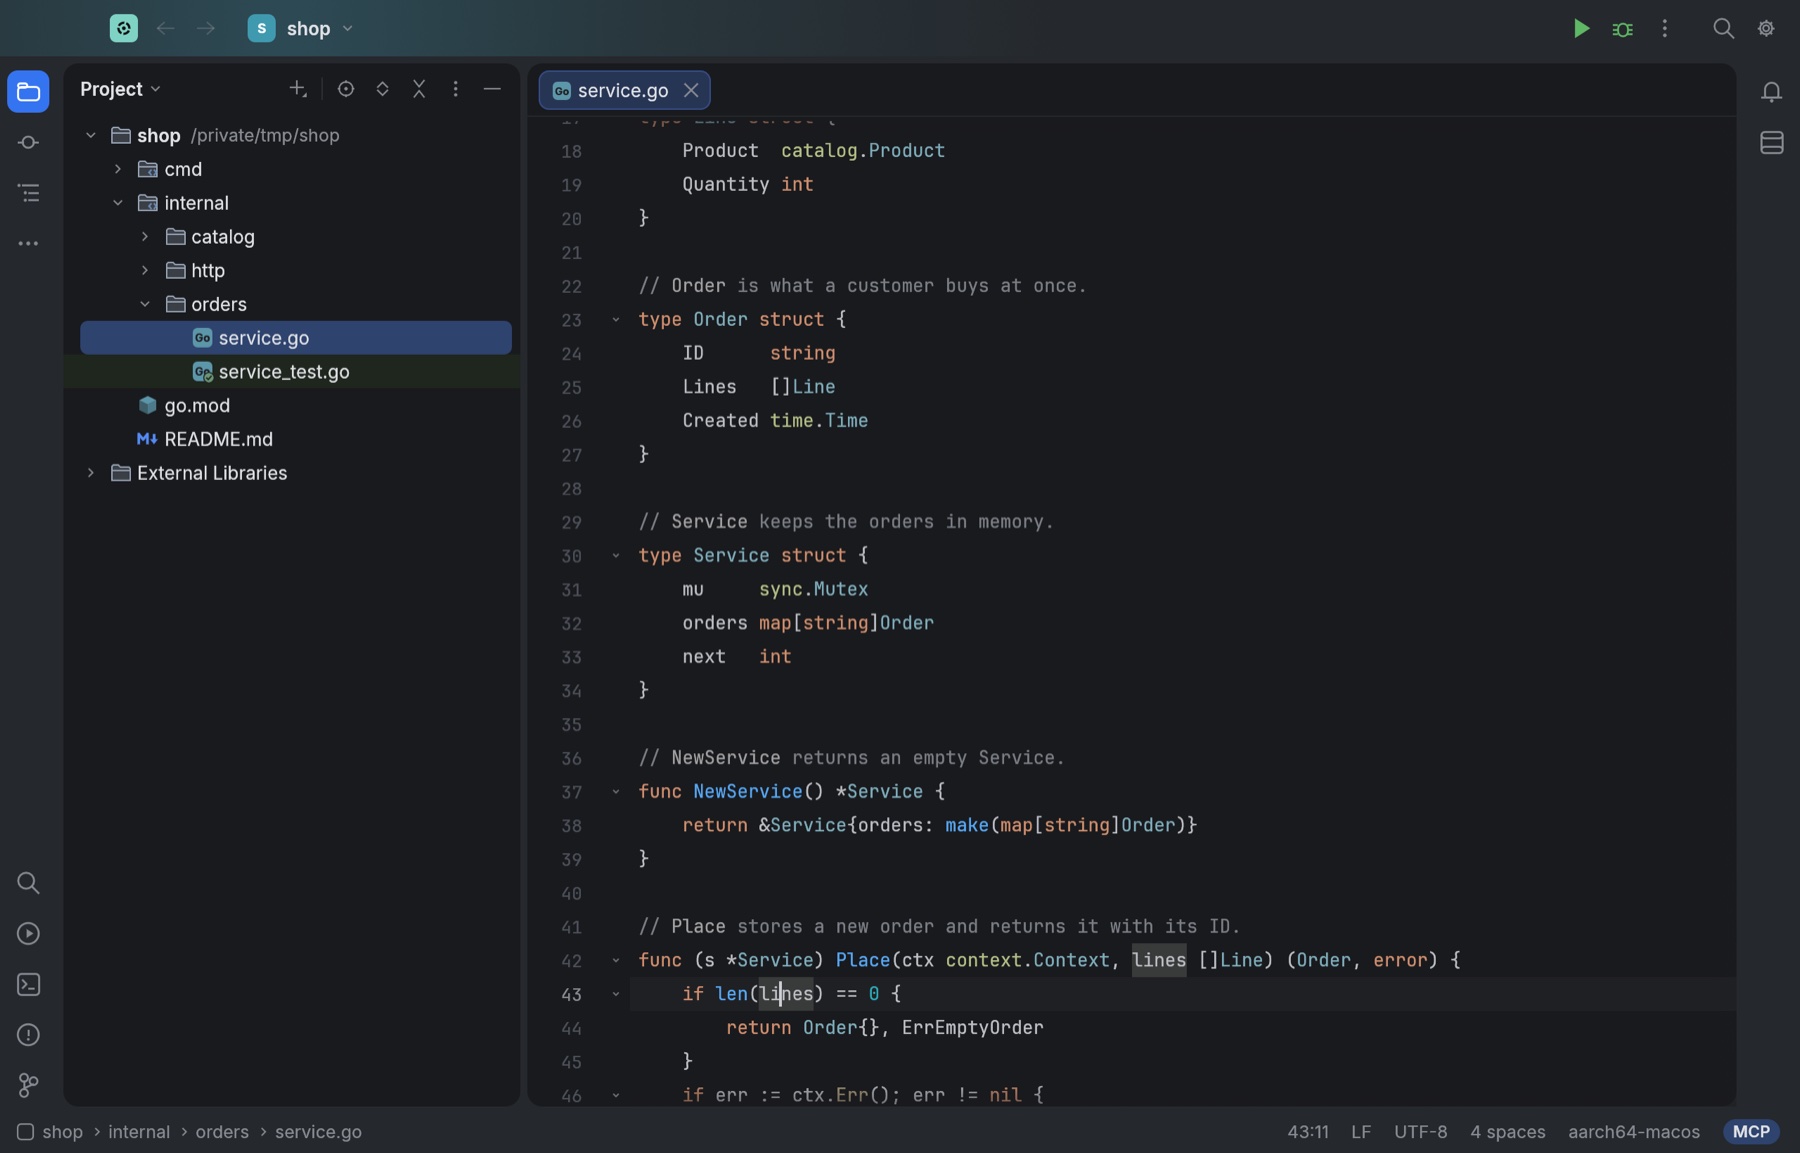 S shop
Project
shop /private/tmp/shop
cmd
internal
catalog
http
orders
Go service.go
Go service_test.go
go.mod
M↓ README.md
External Libraries
Go service.go
17 type Line struct {
18 Product  catalog.Product
19 Quantity int
20 }
21
22 // Order is what a customer buys at once.
23 type Order struct {
24 ID      string
25 Lines   []Line
26 Created time.Time
27 }
28
29 // Service keeps the orders in memory.
30 type Service struct {
31 mu     sync.Mutex
32 orders map[string]Order
33 next   int
34 }
35
36 // NewService returns an empty Service.
37 func NewService() *Service {
38 return &Service{orders: make(map[string]Order)}
39 }
40
41 // Place stores a new order and returns it with its ID.
42 func (s *Service) Place(ctx context.Context, lines []Line) (Order, error) {
43 if len(lines) == 0 {
44 return Order{}, ErrEmptyOrder
45 }
46 if err := ctx.Err(); err != nil {
shop › internal › orders › service.go
43:11 LF UTF-8 4 spaces aarch64-macos MCP